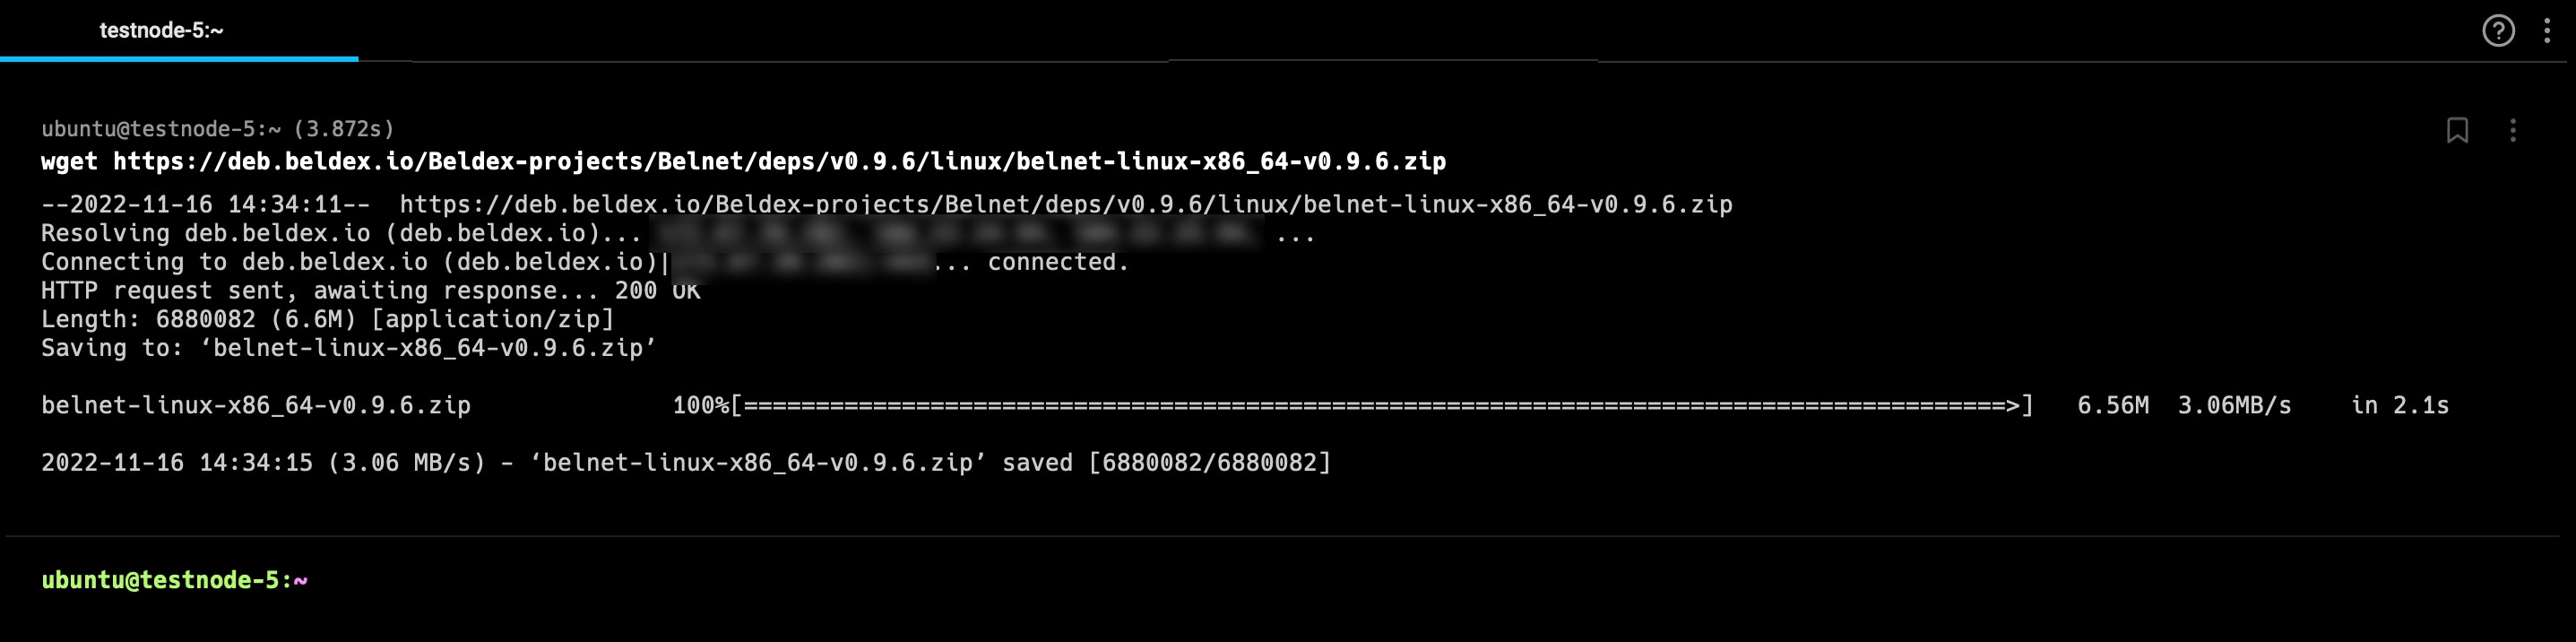 testnode-5:~
ubuntu@testnode-5:~ (3.872s)
wget https://deb.beldex.io/Beldex-projects/Belnet/deps/v0.9.6/linux/belnet-linux-x86_64-v0.9.6.zip
--2022-11-16 14:34:11--  https://deb.beldex.io/Beldex-projects/Belnet/deps/v0.9.6/linux/belnet-linux-x86_64-v0.9.6.zip
Resolving deb.beldex.io (deb.beldex.io)... ...
Connecting to deb.beldex.io (deb.beldex.io)|... connected.
HTTP request sent, awaiting response... 200 OK
Length: 6880082 (6.6M) [application/zip]
Saving to: ‘belnet-linux-x86_64-v0.9.6.zip’
belnet-linux-x86_64-v0.9.6.zip 100%[========================================================================================>] 6.56M 3.06MB/s in 2.1s
2022-11-16 14:34:15 (3.06 MB/s) - ‘belnet-linux-x86_64-v0.9.6.zip’ saved [6880082/6880082]
ubuntu@testnode-5:~